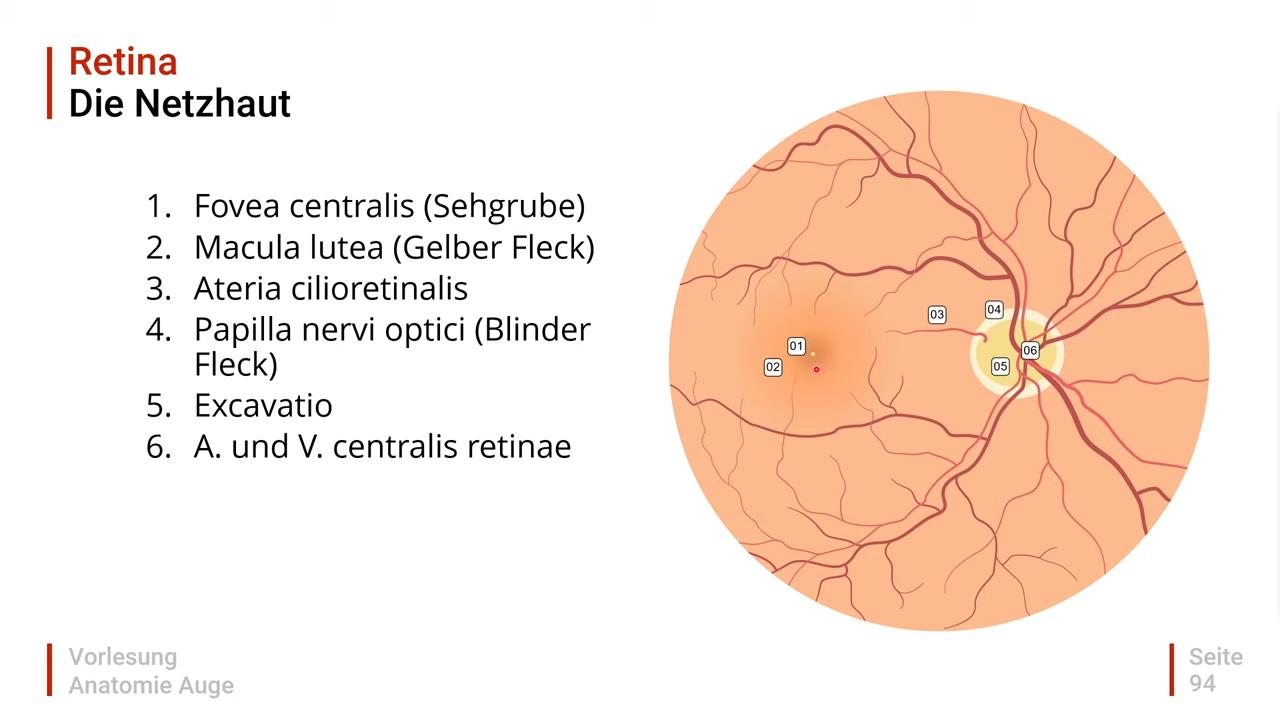 Retina
Die Netzhaut
1. Fovea centralis (Sehgrube)
2. Macula lutea (Gelber Fleck)
3. Ateria cilioretinalis
4. Papilla nervi optici (Blinder
Fleck)
5. Excavatio
6. A. und V. centralis retinae
03
04
01
06
02
05
Vorlesung
Anatomie Auge
Seite
94